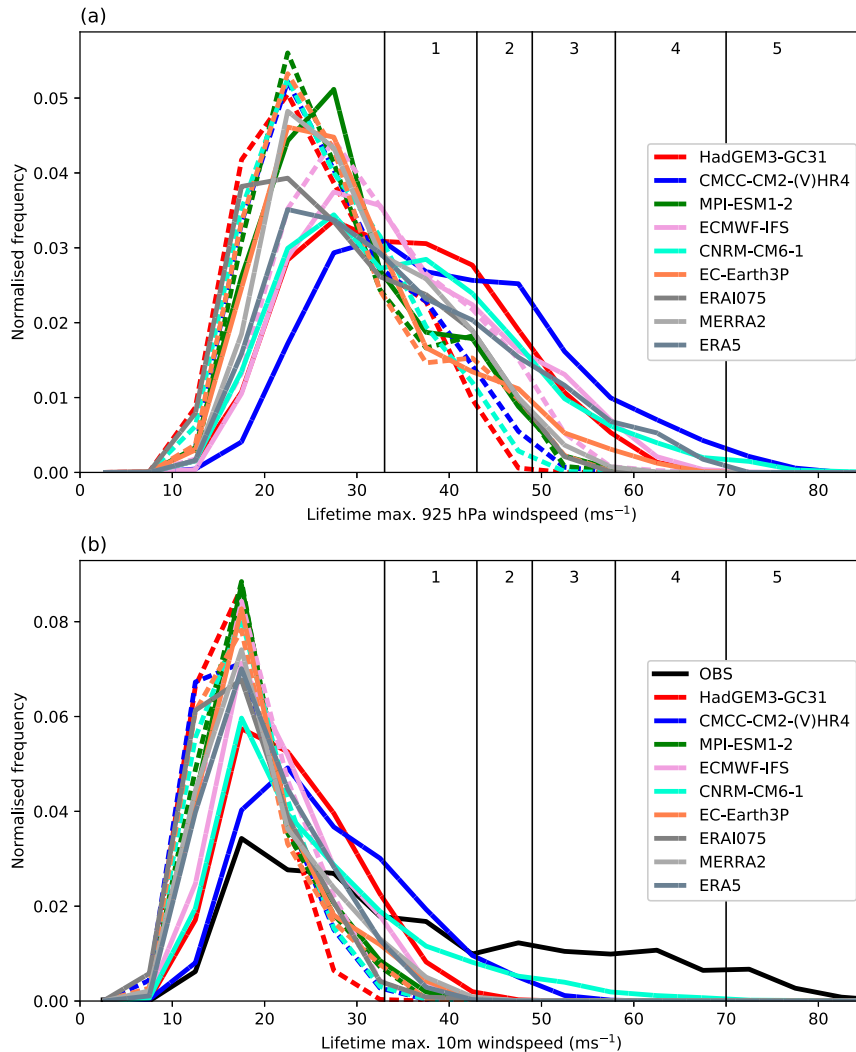 (a)
1 2 3 4 5
0.05
0.04
0.03
0.02
0.01
0.00
Normalised frequency
HadGEM3-GC31
CMCC-CM2-(V)HR4
MPI-ESM1-2
ECMWF-IFS
CNRM-CM6-1
EC-Earth3P
ERAI075
MERRA2
ERA5
0 10 20 30 40 50 60 70 80
Lifetime max. 925 hPa windspeed (ms⁻¹)
(b)
1 2 3 4 5
0.08
0.06
0.04
0.02
0.00
Normalised frequency
OBS
HadGEM3-GC31
CMCC-CM2-(V)HR4
MPI-ESM1-2
ECMWF-IFS
CNRM-CM6-1
EC-Earth3P
ERAI075
MERRA2
ERA5
0 10 20 30 40 50 60 70 80
Lifetime max. 10m windspeed (ms⁻¹)